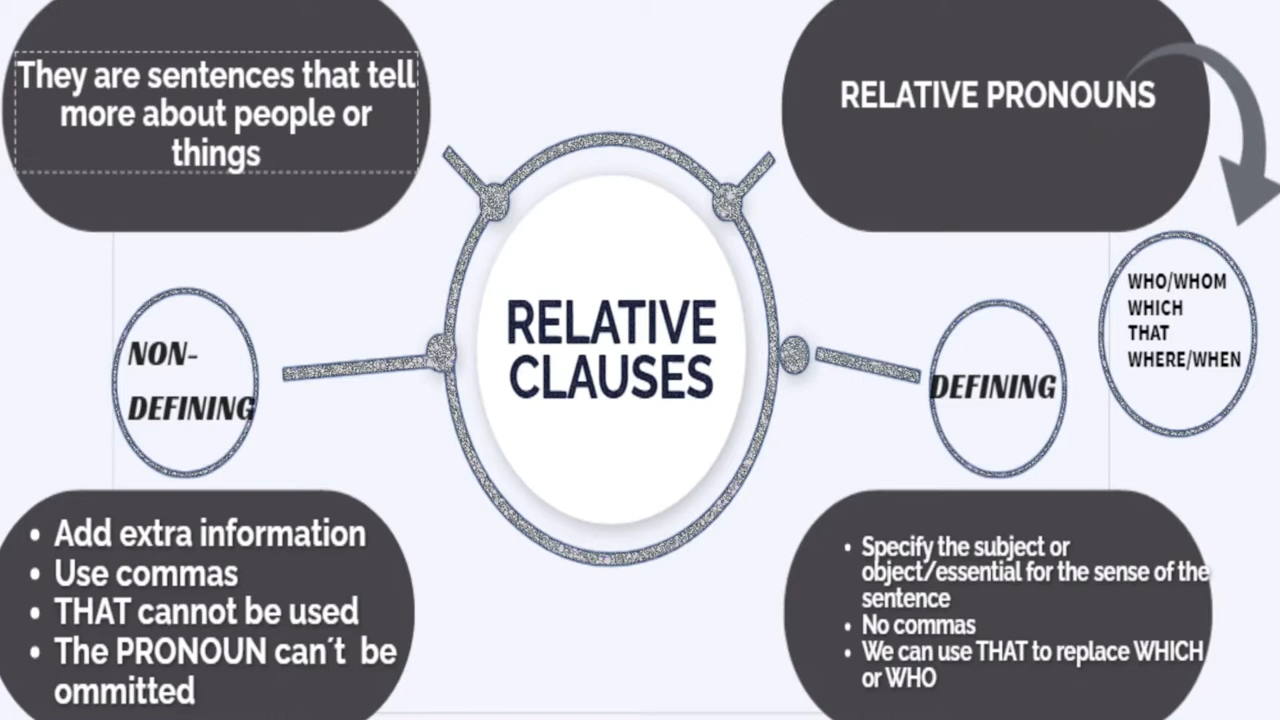 They are sentences that tell
more about people or
things
RELATIVE PRONOUNS
WHO/WHOM
WHICH
THAT
WHERE/WHEN
RELATIVE
CLAUSES
NON-
DEFINING
DEFINING
• Add extra information
• Use commas
• THAT cannot be used
• The PRONOUN can´t be
ommitted
• Specify the subject or
object/essential for the sense of the
sentence
• No commas
• We can use THAT to replace WHICH
or WHO